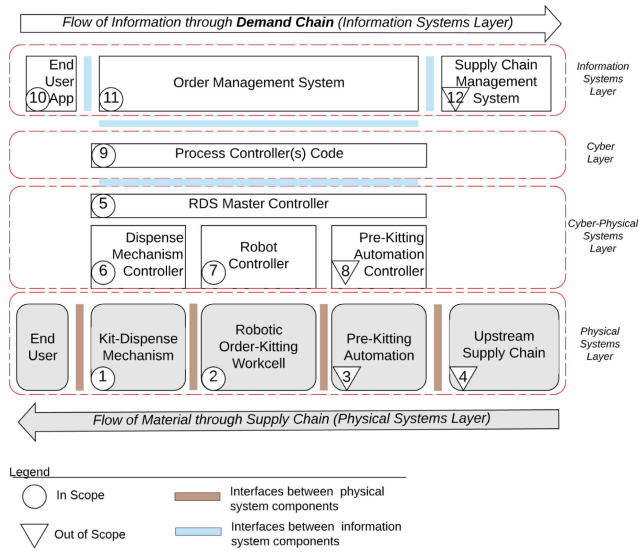 Flow of Information through Demand Chain (Information Systems Layer)
End
User
App
10
Order Management System
11
Supply Chain
Management
System
12
Information
Systems
Layer
9
Process Controller(s) Code
Cyber
Layer
5
RDS Master Controller
Dispense
Mechanism
Controller
6
Robot
Controller
7
Pre-Kitting
Automation
Controller
8
Cyber-Physical
Systems
Layer
End
User
Kit-Dispense
Mechanism
1
Robotic
Order-Kitting
Workcell
2
Pre-Kitting
Automation
3
Upstream
Supply Chain
4
Physical
Systems
Layer
Flow of Material through Supply Chain (Physical Systems Layer)
Legend
In Scope
Interfaces between physical
system components
Out of Scope
Interfaces between information
system components